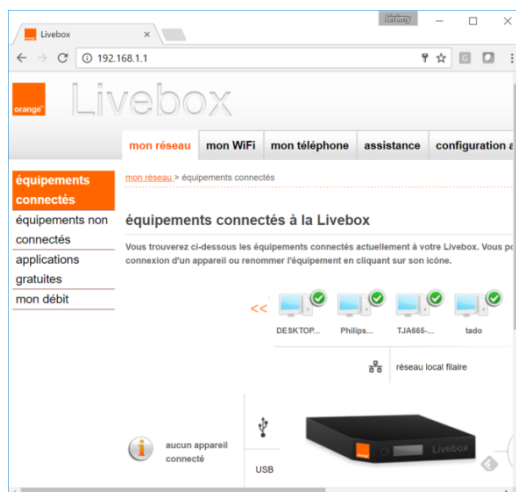 Livebox
Jérémy
192.168.1.1
orange
Livebox
mon réseau
mon WiFi
mon téléphone
assistance
configuration a
mon réseau > équipements connectés
équipements
connectés
équipements non
connectés
applications
gratuites
mon débit
équipements connectés à la Livebox
Vous trouverez ci-dessous les équipements connectés actuellement à votre Livebox. Vous po
connexion d'un appareil ou renommer l'équipement en cliquant sur son icône.
<<
DESKTOP...
Philips...
TJA665-...
tado
réseau local filaire
aucun appareil
connecté
USB
Livebox